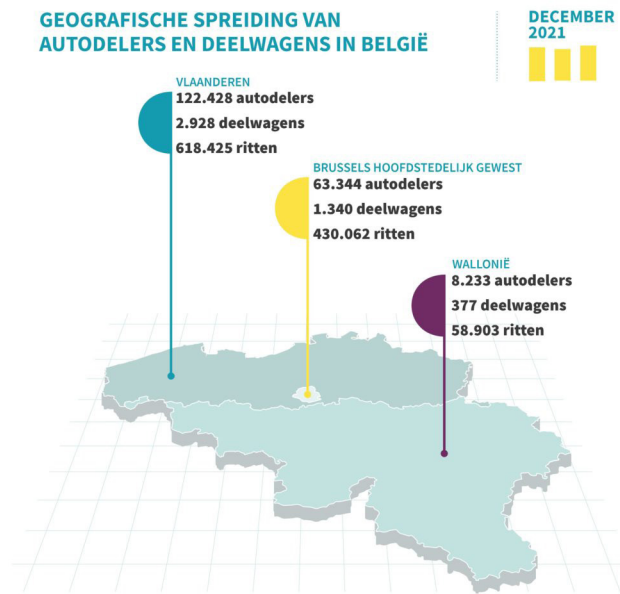 GEOGRAFISCHE SPREIDING VAN
AUTODELERS EN DEELWAGENS IN BELGIË
DECEMBER
2021
VLAANDEREN
122.428 autodelers
2.928 deelwagens
618.425 ritten
BRUSSELS HOOFDSTEDELIJK GEWEST
63.344 autodelers
1.340 deelwagens
430.062 ritten
WALLONIË
8.233 autodelers
377 deelwagens
58.903 ritten